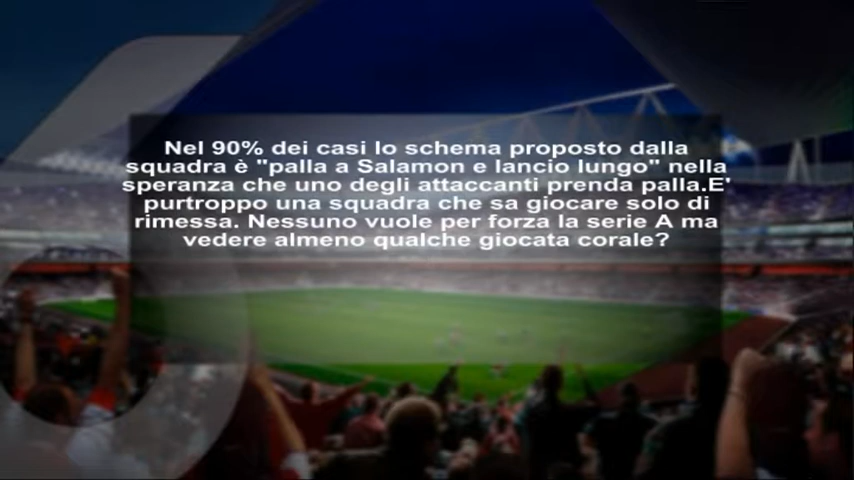 Nel 90% dei casi lo schema proposto dalla
squadra è "palla a Salamon e lancio lungo" nella
speranza che uno degli attaccanti prenda palla.E'
purtroppo una squadra che sa giocare solo di
rimessa. Nessuno vuole per forza la serie A ma
vedere almeno qualche giocata corale?